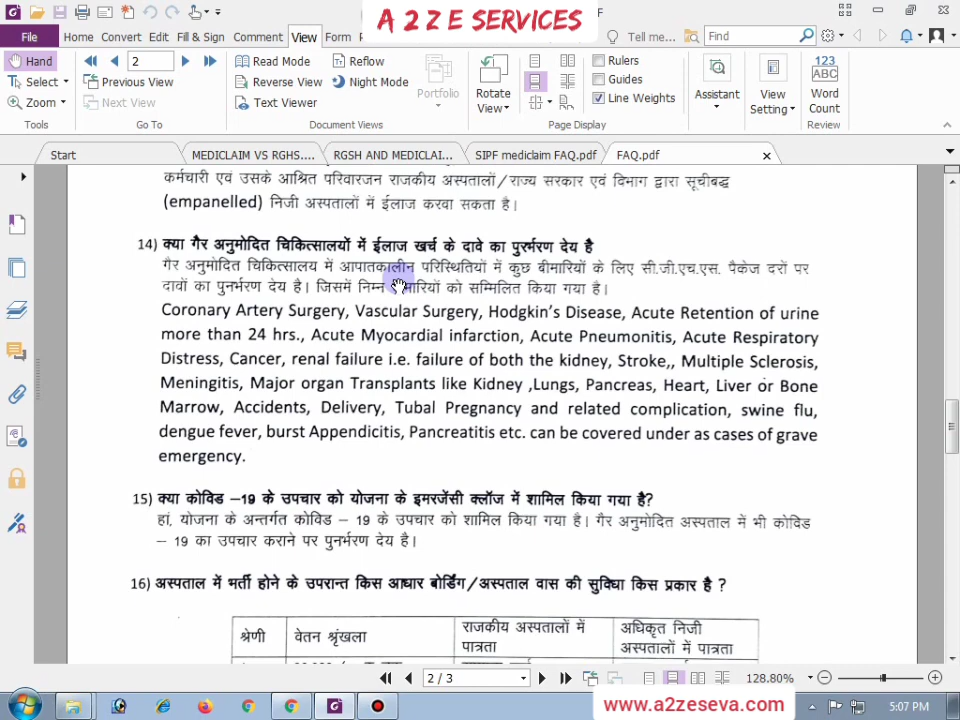 A 2 Z E SERVICES
F
File Home Convert Edit Fill & Sign Comment View Form Tell me... Find
Hand 2 Read Mode Reflow Rulers
Select Previous View Reverse View Night Mode Guides
Zoom Next View Text Viewer Portfolio Rotate View Line Weights Assistant View Setting 123 ABC Word Count
Tools Go To Document Views Page Display Review
Start MEDICLAIM VS RGHS.... RGSH AND MEDICLAI... SIPF mediclaim FAQ.pdf FAQ.pdf
कर्मचारी एवं उसके आश्रित परिवारजन राजकीय अस्पतालों/राज्य सरकार एवं विभाग द्वारा सूचीबद्ध
(empanelled) निजी अस्पतालों में ईलाज करवा सकता है।
14) क्या गैर अनुमोदित चिकित्सालयों में ईलाज खर्च के दावे का पुरर्भरण देय है
गैर अनुमोदित चिकित्सालय में आपातकालीन परिस्थितियों में कुछ बीमारियों के लिए सी.जी.एच.एस. पैकेज दरों पर
दावों का पुनर्भरण देय है। जिसमें निम्न बीमारियों को सम्मिलित किया गया है।
Coronary Artery Surgery, Vascular Surgery, Hodgkin's Disease, Acute Retention of urine
more than 24 hrs., Acute Myocardial infarction, Acute Pneumonitis, Acute Respiratory
Distress, Cancer, renal failure i.e. failure of both the kidney, Stroke,, Multiple Sclerosis,
Meningitis, Major organ Transplants like Kidney ,Lungs, Pancreas, Heart, Liver or Bone
Marrow, Accidents, Delivery, Tubal Pregnancy and related complication, swine flu,
dengue fever, burst Appendicitis, Pancreatitis etc. can be covered under as cases of grave
emergency.
15) क्या कोविड –19 के उपचार को योजना के इमरजेंसी क्लॉज में शामिल किया गया है?
हां, योजना के अन्तर्गत कोविड – 19 के उपचार को शामिल किया गया है। गैर अनुमोदित अस्पताल में भी कोविड
– 19 का उपचार कराने पर पुनर्भरण देय है।
16) अस्पताल में भर्ती होने के उपरान्त किस आधार बोर्डिंग/अस्पताल वास की सुविधा किस प्रकार है ?
श्रेणी वेतन श्रृंखला राजकीय अस्पतालों में पात्रता अधिकृत निजी अस्पतालों में पात्रता
2 / 3 128.80%
www.a2zeseva.com
5:07 PM